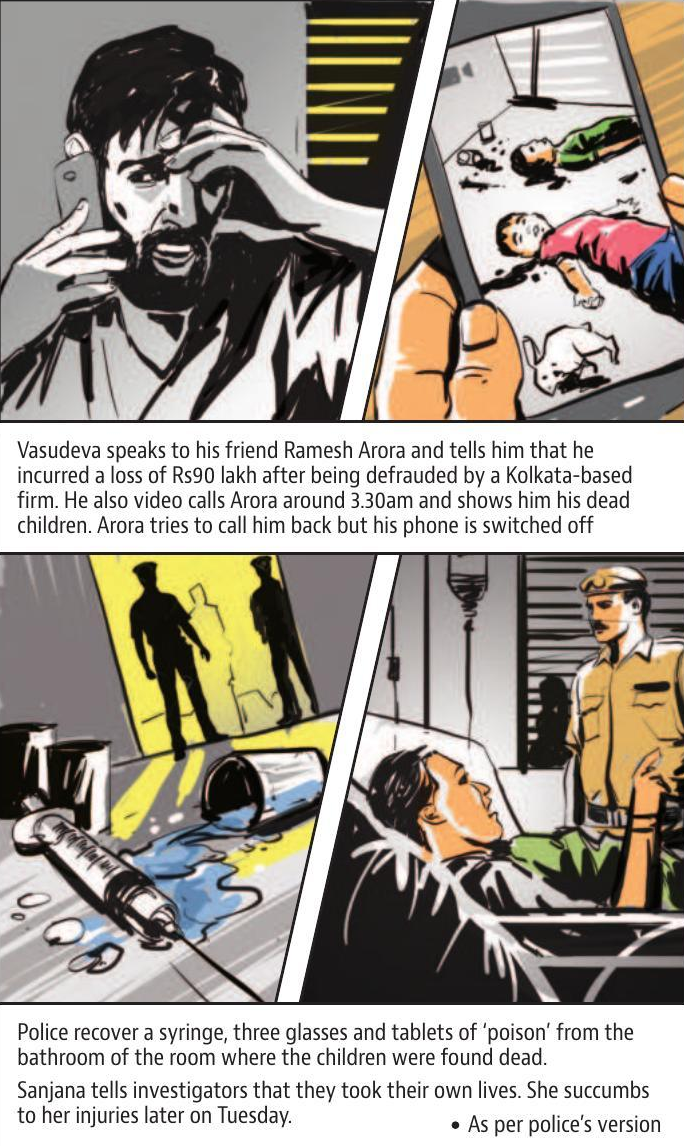 Vasudeva speaks to his friend Ramesh Arora and tells him that he
incurred a loss of Rs90 lakh after being defrauded by a Kolkata-based
firm. He also video calls Arora around 3.30am and shows him his dead
children. Arora tries to call him back but his phone is switched off
Police recover a syringe, three glasses and tablets of ‘poison’ from the
bathroom of the room where the children were found dead.
Sanjana tells investigators that they took their own lives. She succumbs
to her injuries later on Tuesday.
• As per police’s version